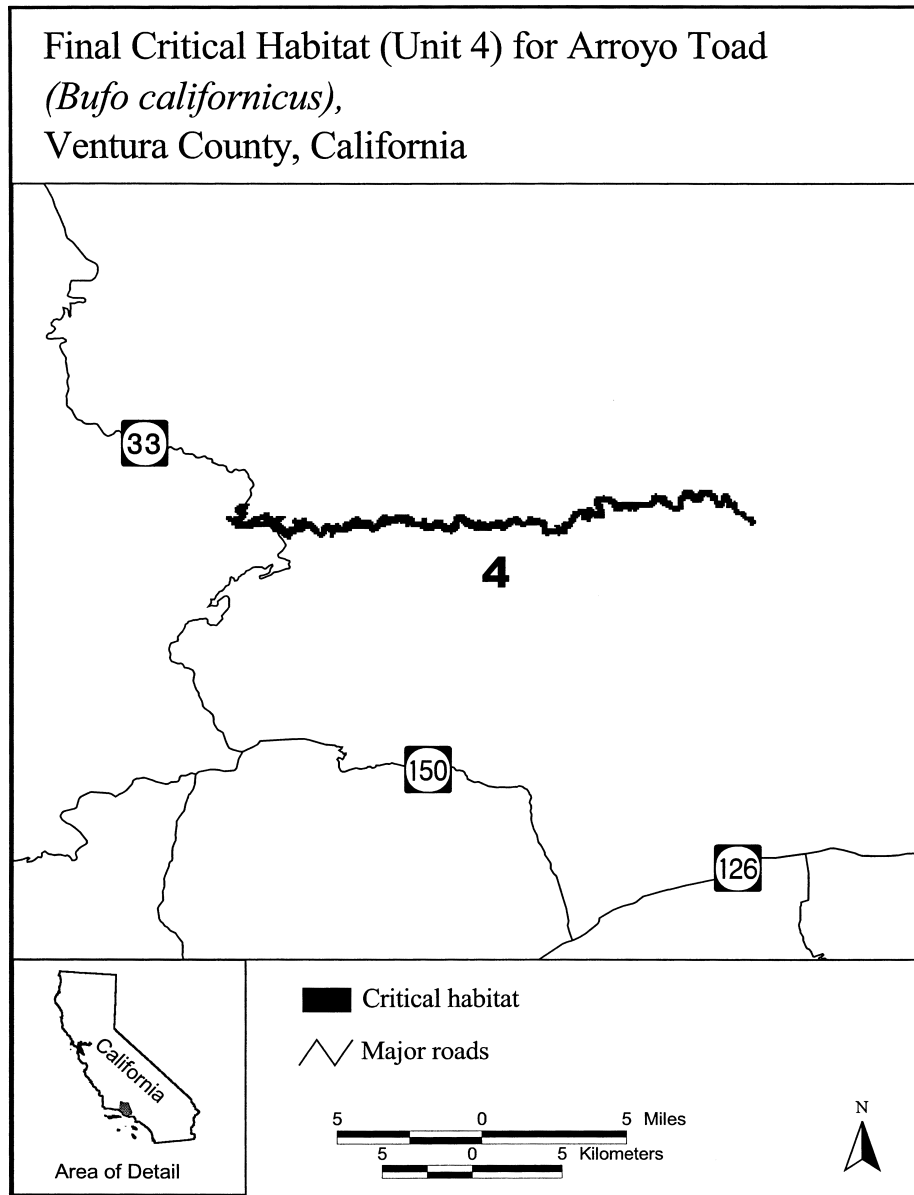 Final Critical Habitat (Unit 4) for Arroyo Toad
(Bufo californicus),
Ventura County, California
33
4
150
126
California
Area of Detail
Critical habitat
Major roads
5 0 5 Miles
5 0 5 Kilometers
N